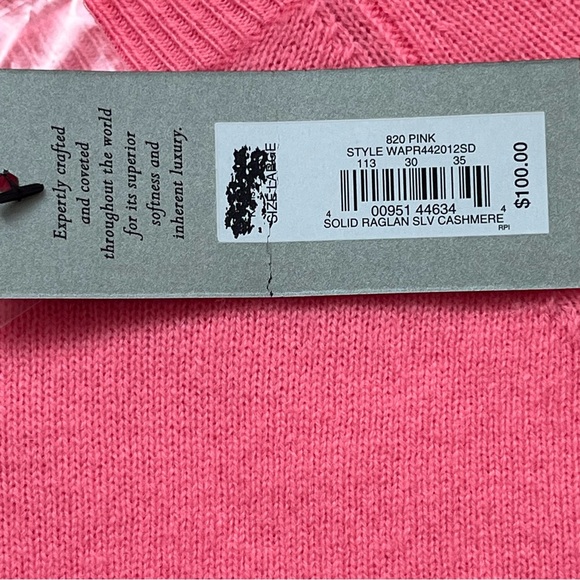 Expertly crafted
and coveted
throughout the world
for its superior
softness and
inherent luxury.
SIZE LARGE
820 PINK
STYLE WAPR442012SD
113 30 35
4 00951 44634 4
SOLID RAGLAN SLV CASHMERE
RPI
$100.00